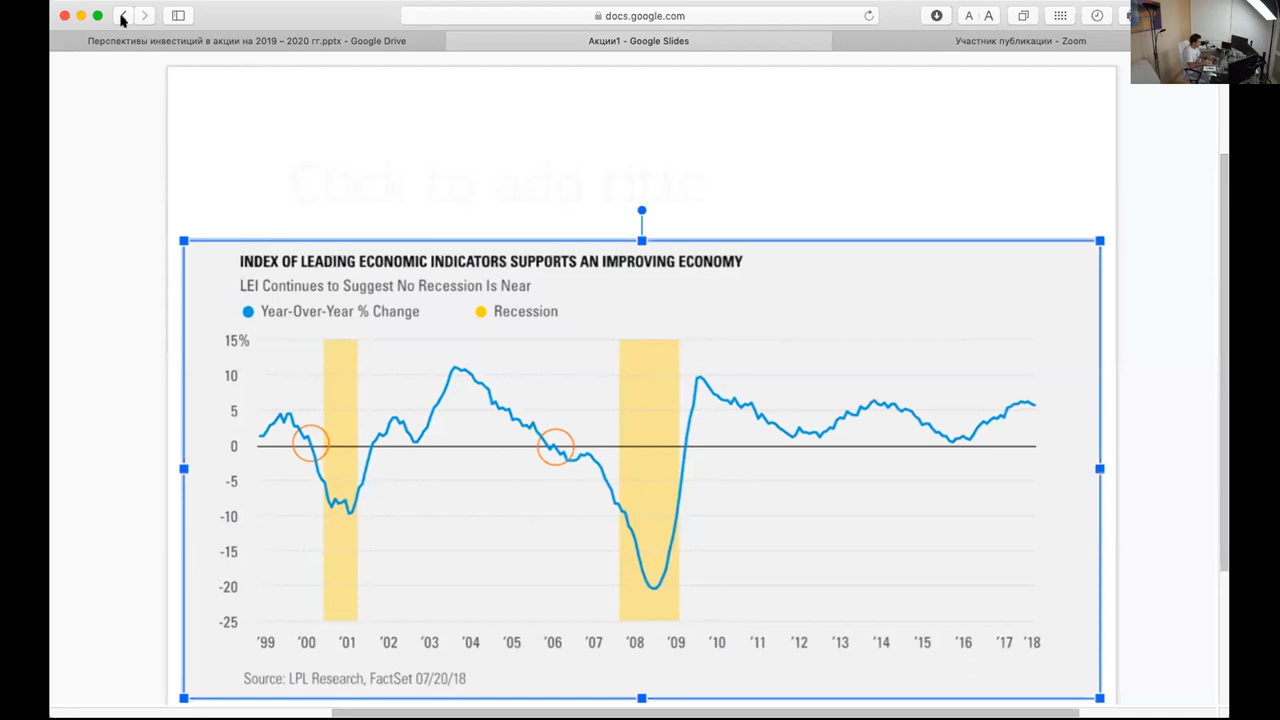 docs.google.com
A A
Перспективы инвестиций в акции на 2019 – 2020 гг.pptx - Google Drive
Акции1 - Google Slides
Участник публикации - Zoom
Click to add title
INDEX OF LEADING ECONOMIC INDICATORS SUPPORTS AN IMPROVING ECONOMY
LEI Continues to Suggest No Recession Is Near
Year-Over-Year % Change
Recession
15%
10
5
0
-5
-10
-15
-20
-25
'99 '00 '01 '02 '03 '04 '05 '06 '07 '08 '09 '10 '11 '12 '13 '14 '15 '16 '17 '18
Source: LPL Research, FactSet 07/20/18